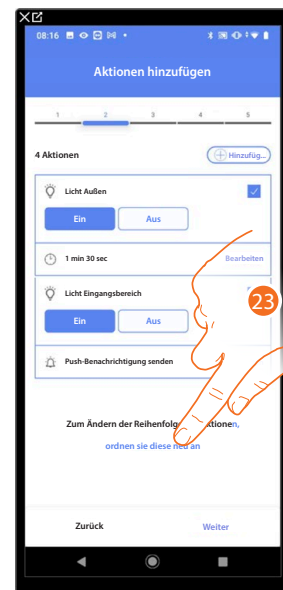 08:16
Aktionen hinzufügen
1 2 3 4 5
4 Aktionen
Hinzufüg...
Licht Außen
Ein Aus
1 min 30 sec Bearbeiten
Licht Eingangsbereich
23
Ein Aus
Push-Benachrichtigung senden
Zum Ändern der Reihenfolge ktionen,
ordnen sie diese neu an
Zurück Weiter